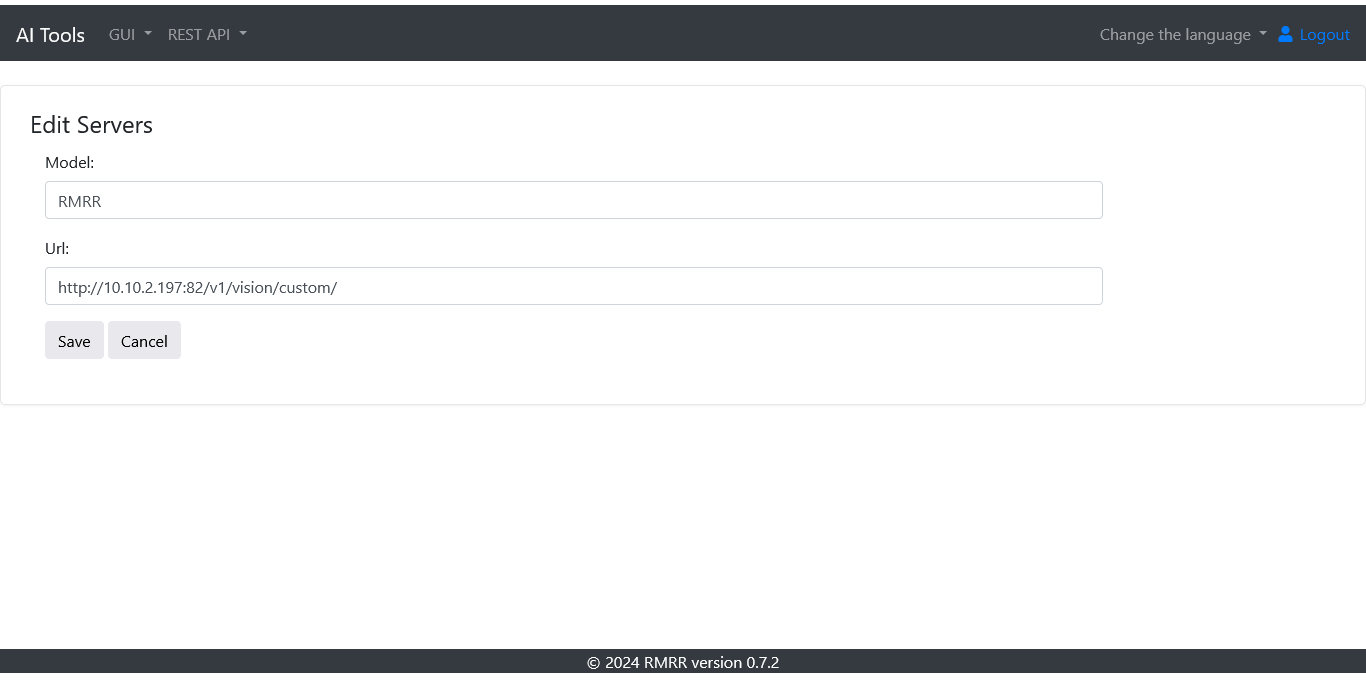 AI Tools GUI REST API Change the language Logout
Edit Servers
Model:
RMRR
Url:
http://10.10.2.197:82/v1/vision/custom/
Save Cancel
© 2024 RMRR version 0.7.2